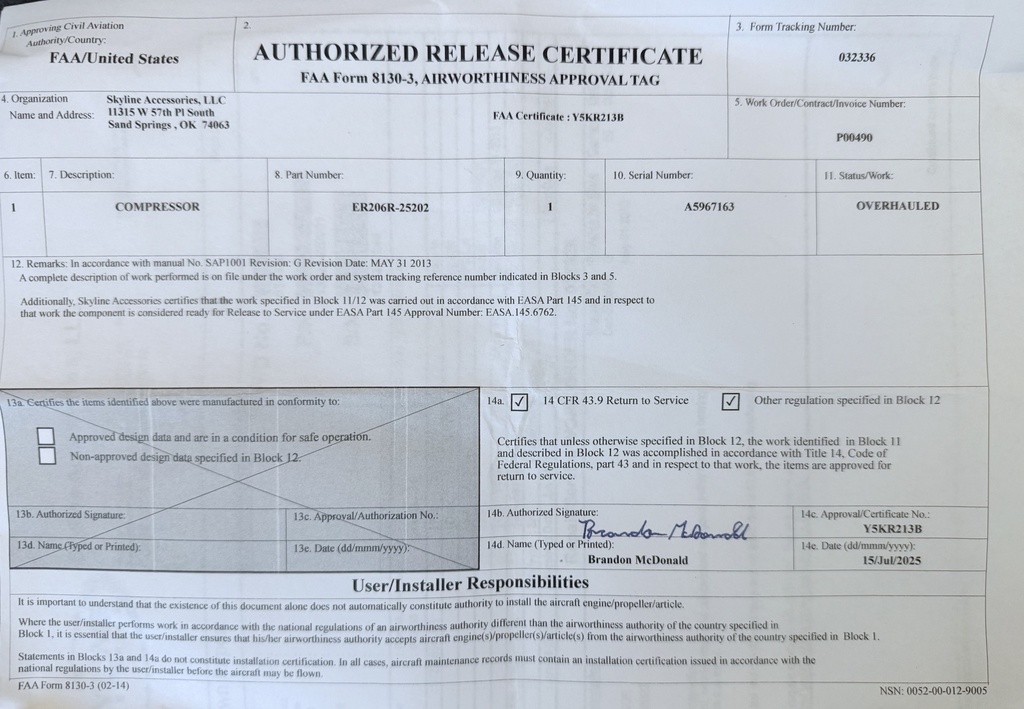 1. Approving Civil Aviation
Authority/Country:
FAA/United States
2.
AUTHORIZED RELEASE CERTIFICATE
FAA Form 8130-3, AIRWORTHINESS APPROVAL TAG
3. Form Tracking Number:
032336
4. Organization
Name and Address:
Skyline Accessories, LLC
11315 W 57th Pl South
Sand Springs , OK 74063
FAA Certificate : Y5KR213B
5. Work Order/Contract/Invoice Number:
P00490
6. Item: 7. Description: 8. Part Number: 9. Quantity: 10. Serial Number: 11. Status/Work:
1 COMPRESSOR ER206R-25202 1 A5967163 OVERHAULED
12. Remarks: In accordance with manual No. SAP1001 Revision: G Revision Date: MAY 31 2013
A complete description of work performed is on file under the work order and system tracking reference number indicated in Blocks 3 and 5.
Additionally, Skyline Accessories certifies that the work specified in Block 11/12 was carried out in accordance with EASA Part 145 and in respect to
that work the component is considered ready for Release to Service under EASA Part 145 Approval Number: EASA.145.6762.
13a. Certifies the items identified above were manufactured in conformity to:
Approved design data and are in a condition for safe operation.
Non-approved design data specified in Block 12.
13b. Authorized Signature:
13c. Approval/Authorization No.:
13d. Name (Typed or Printed):
13e. Date (dd/mmm/yyyy):
14a. 14 CFR 43.9 Return to Service Other regulation specified in Block 12
Certifies that unless otherwise specified in Block 12, the work identified in Block 11
and described in Block 12 was accomplished in accordance with Title 14, Code of
Federal Regulations, part 43 and in respect to that work, the items are approved for
return to service.
14b. Authorized Signature:
Brandon McDonald
14c. Approval/Certificate No.:
Y5KR213B
14d. Name (Typed or Printed):
Brandon McDonald
14e. Date (dd/mmm/yyyy):
15/Jul/2025
User/Installer Responsibilities
It is important to understand that the existence of this document alone does not automatically constitute authority to install the aircraft engine/propeller/article.
Where the user/installer performs work in accordance with the national regulations of an airworthiness authority different than the airworthiness authority of the country specified in
Block 1, it is essential that the user/installer ensures that his/her airworthiness authority accepts aircraft engine(s)/propeller(s)/article(s) from the airworthiness authority of the country specified in Block 1.
Statements in Blocks 13a and 14a do not constitute installation certification. In all cases, aircraft maintenance records must contain an installation certification issued in accordance with the
national regulations by the user/installer before the aircraft may be flown.
FAA Form 8130-3 (02-14)
NSN: 0052-00-012-9005